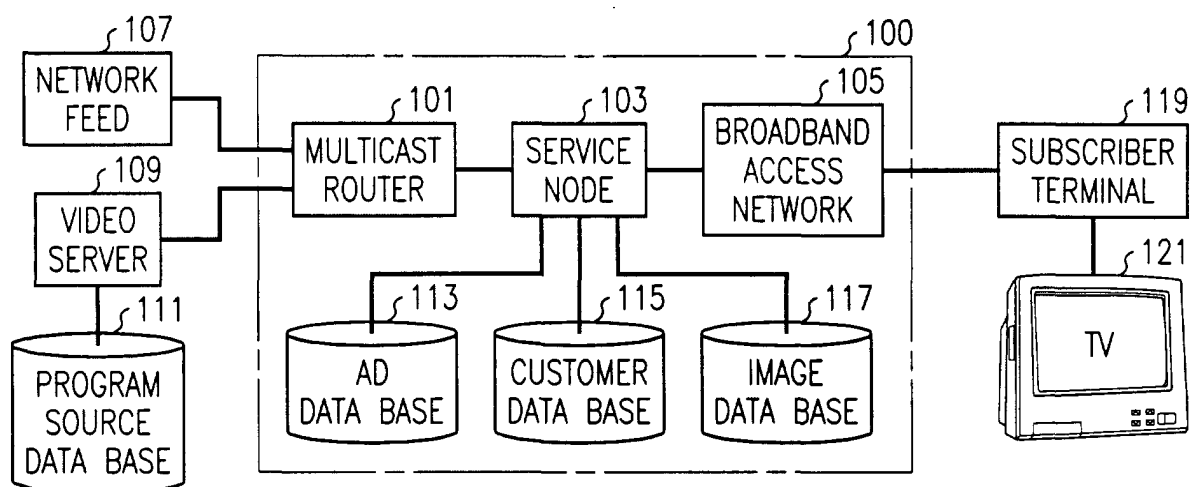 107
NETWORK
FEED
109
VIDEO
SERVER
111
PROGRAM
SOURCE
DATA BASE
100
101
MULTICAST
ROUTER
103
SERVICE
NODE
105
BROADBAND
ACCESS
NETWORK
113
AD
DATA BASE
115
CUSTOMER
DATA BASE
117
IMAGE
DATA BASE
119
SUBSCRIBER
TERMINAL
121
TV